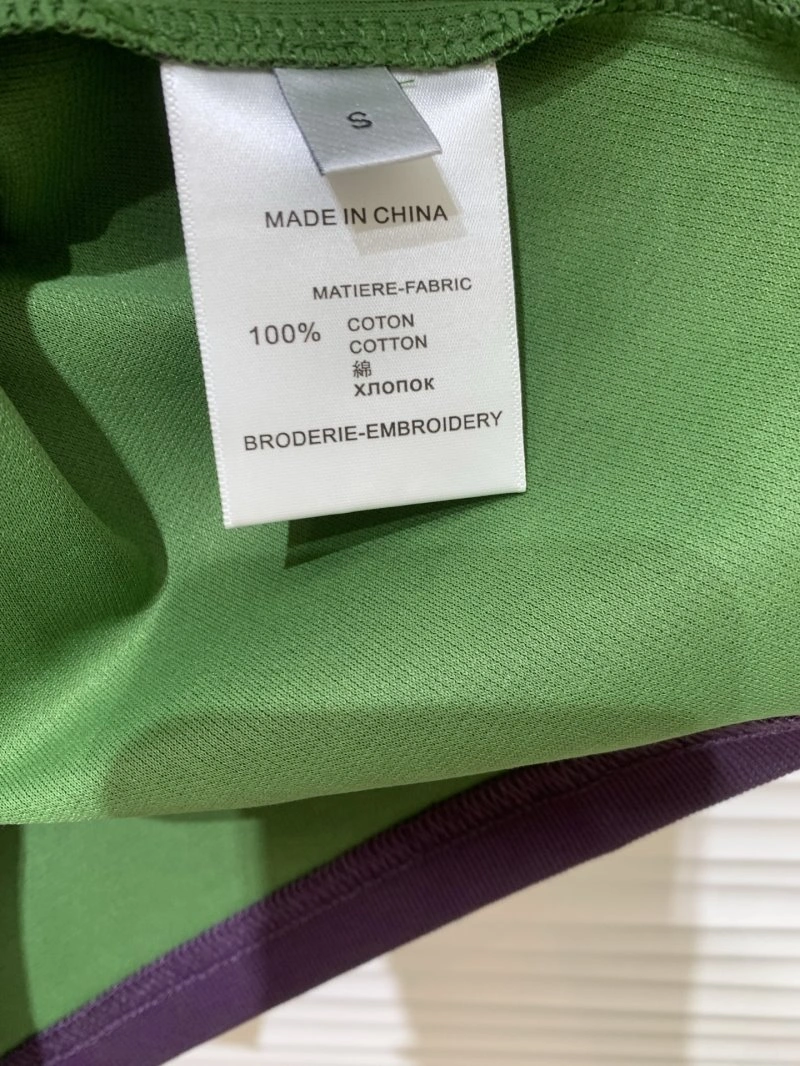 S
MADE IN CHINA
MATIERE-FABRIC
100% COTON
COTTON
綿
хлопок
BRODERIE-EMBROIDERY